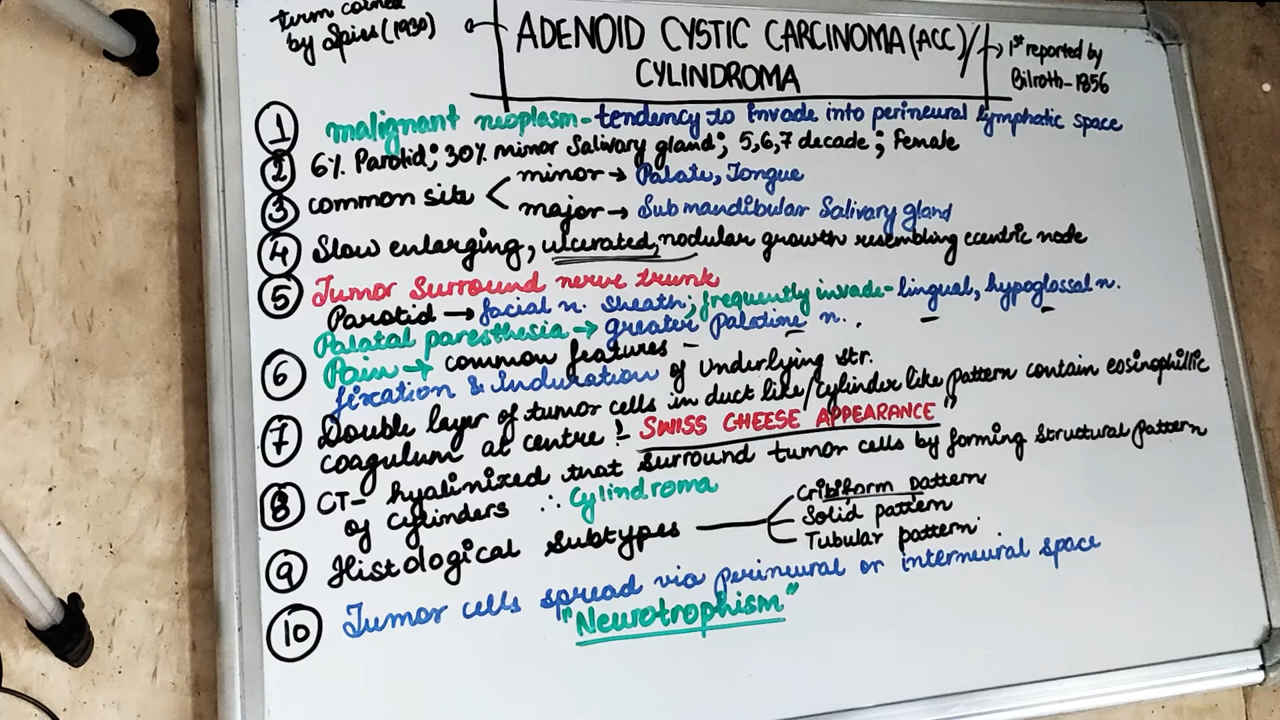 term coined
by Spies (1930)
ADENOID CYSTIC CARCINOMA (ACC)/
CYLINDROMA
1st reported by
Bilroth-1856
1 malignant neoplasm - tendency to invade into perineural lymphatic space
2 6% Parotid; 30% minor Salivary gland; 5,6,7 decade; Female
3 common site < minor → Palate, Tongue
major → Submandibular Salivary gland
4 Slow enlarging, ulcerated, nodular growth resembling eccentric node
5 Tumor Surround nerve trunk
Parotid → facial n. sheath; frequently invade - lingual, hypoglossal n.
Palatal paresthesia → greater Palatine n.
6 Pain → common features -
fixation & Induration of underlying str.
7 Double layer of tumor cells in duct like/cylinder like pattern contain eosinophillic
coagulum at centre :- SWISS CHEESE APPEARANCE"
8 CT- hyalinized that surround tumor cells by forming structural pattern
of cylinders ∴ Cylindroma
9 Histological subtypes
Cribiform pattern
Solid pattern
Tubular pattern
10 Tumor cells spread via perineural or interneural space
"Neurotrophism"